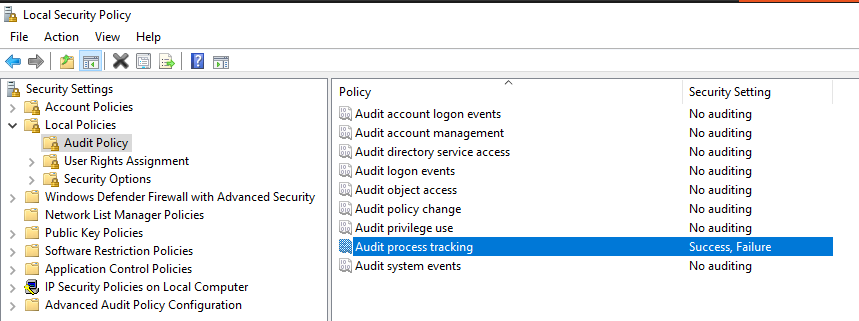 Local Security Policy
File Action View Help
Security Settings
Account Policies
Local Policies
Audit Policy
User Rights Assignment
Security Options
Windows Defender Firewall with Advanced Security
Network List Manager Policies
Public Key Policies
Software Restriction Policies
Application Control Policies
IP Security Policies on Local Computer
Advanced Audit Policy Configuration
Policy Security Setting
Audit account logon events No auditing
Audit account management No auditing
Audit directory service access No auditing
Audit logon events No auditing
Audit object access No auditing
Audit policy change No auditing
Audit privilege use No auditing
Audit process tracking Success, Failure
Audit system events No auditing